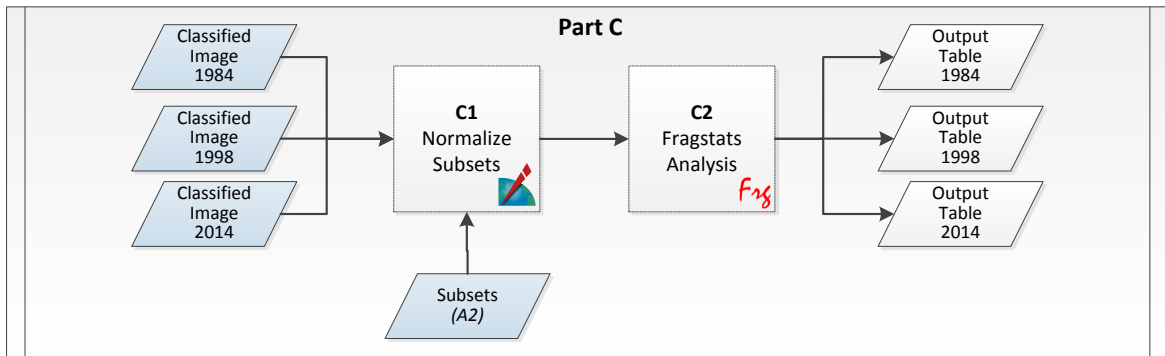 Part C
Classified
Image
1984
Classified
Image
1998
Classified
Image
2014
C1
Normalize
Subsets
Subsets
(A2)
C2
Fragstats
Analysis
Frg
Output
Table
1984
Output
Table
1998
Output
Table
2014